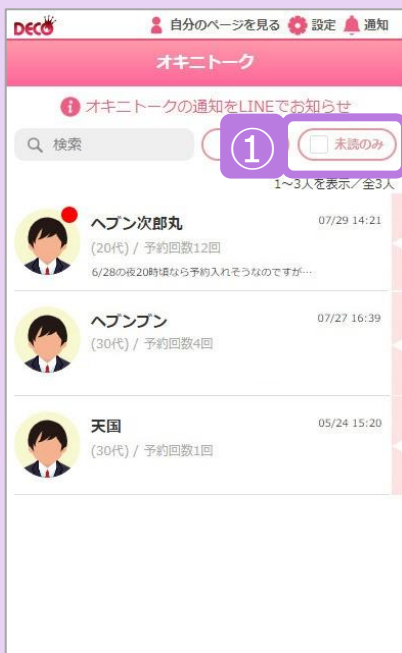 DECO 自分のページを見る 設定 通知
オキニトーク
オキニトークの通知をLINEでお知らせ
検索 ① 未読のみ
1～3人を表示／全3人
ヘブン次郎丸 07/29 14:21
(20代) / 予約回数12回
6/28の夜20時頃なら予約入れそうなのですが…
ヘブンブン 07/27 16:39
(30代) / 予約回数4回
天国 05/24 15:20
(30代) / 予約回数1回